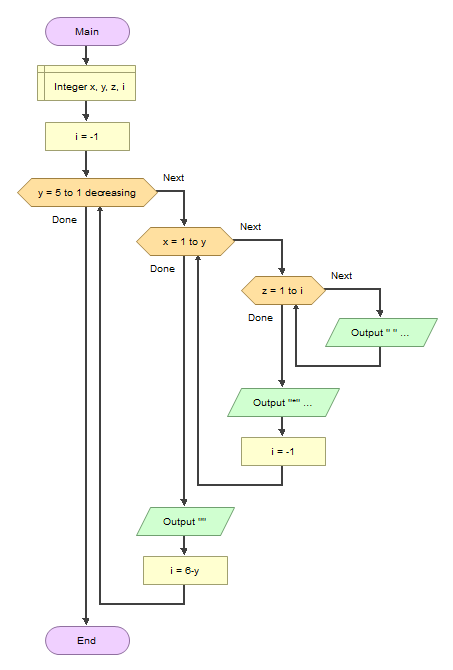 Main
Integer x, y, z, i
i = -1
y = 5 to 1 decreasing
Next
Done
x = 1 to y
Next
Done
z = 1 to i
Next
Done
Output " " ...
Output "*" ...
i = -1
Output ""
i = 6-y
End